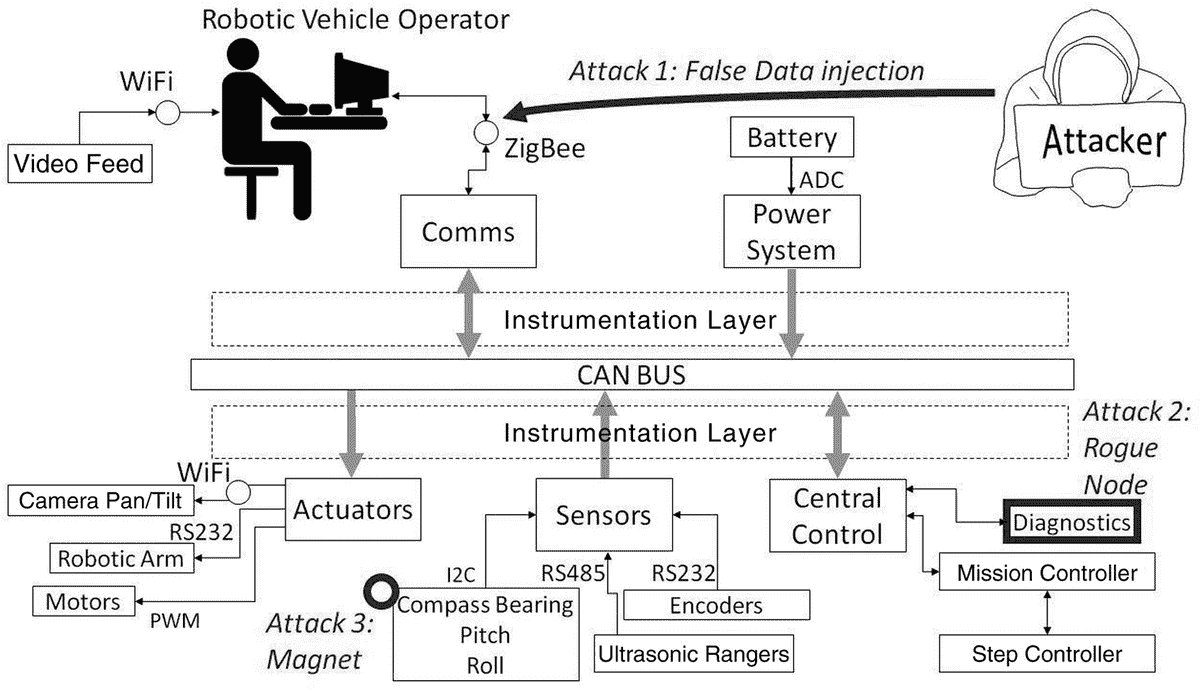 Robotic Vehicle Operator
WiFi
Attack 1: False Data injection
Attacker
Video Feed
ZigBee
Battery
ADC
Comms
Power
System
Instrumentation Layer
CAN BUS
Instrumentation Layer
Attack 2:
Rogue
Node
WiFi
Camera Pan/Tilt
Actuators
Sensors
Central
Control
Diagnostics
RS232
Robotic Arm
Motors
PWM
I2C
RS485
RS232
Mission Controller
Compass Bearing
Pitch
Roll
Encoders
Attack 3:
Magnet
Ultrasonic Rangers
Step Controller